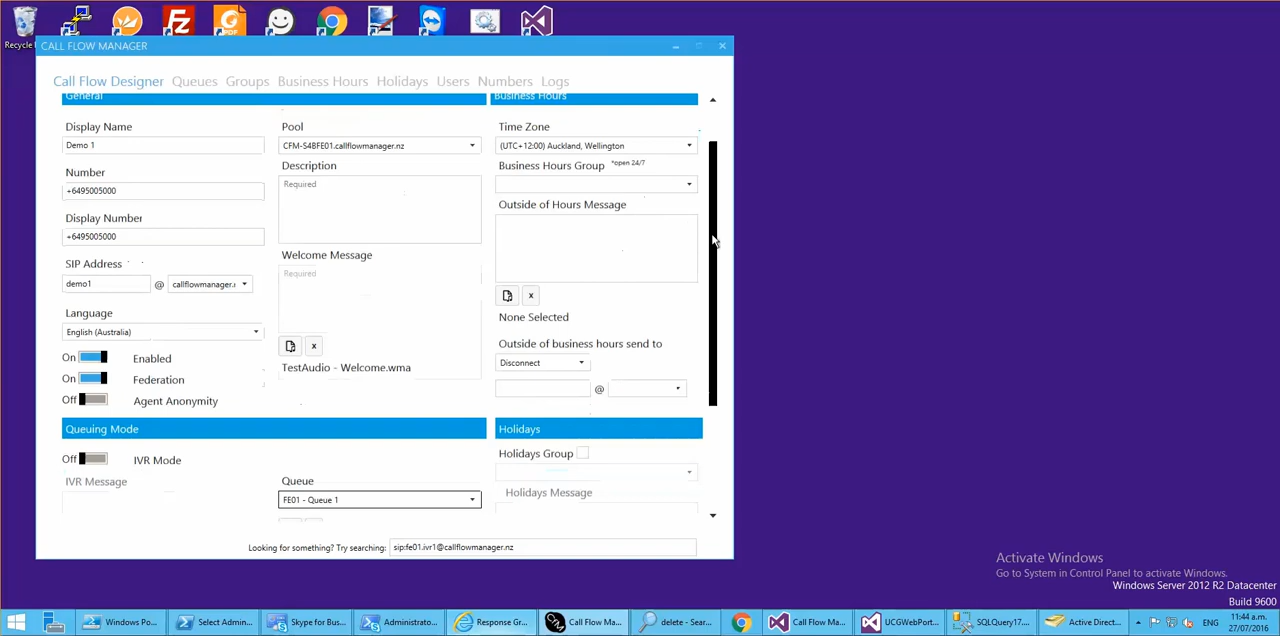 Recycle
CALL FLOW MANAGER
Call Flow Designer Queues Groups Business Hours Holidays Users Numbers Logs
General
Business Hours
Display Name
Demo 1
Number
+6495005000
Display Number
+6495005000
SIP Address
demo1 @ callflowmanager.
Language
English (Australia)
On Enabled
On Federation
Off Agent Anonymity
Pool
CFM-S4BFE01.callflowmanager.nz
Description
Required
Welcome Message
Required
x
TestAudio - Welcome.wma
Time Zone
(UTC+12:00) Auckland, Wellington
Business Hours Group *open 24/7
Outside of Hours Message
x
None Selected
Outside of business hours send to
Disconnect
@
Queuing Mode
Off IVR Mode
IVR Message
Queue
FE01 - Queue 1
Holidays
Holidays Group
Holidays Message
Looking for something? Try searching: sip:fe01.ivr1@callflowmanager.nz
Activate Windows
Go to System in Control Panel to activate Windows.
Windows Server 2012 R2 Datacenter
Build 9600
Windows Po...
Select Admin...
Skype for Bus...
Administrato...
Response Gr...
Call Flow Ma...
delete - Sear...
Call Flow Ma...
UCGWebPort...
SQLQuery17....
Active Direct...
ENG
11:44 a.m.
27/07/2016